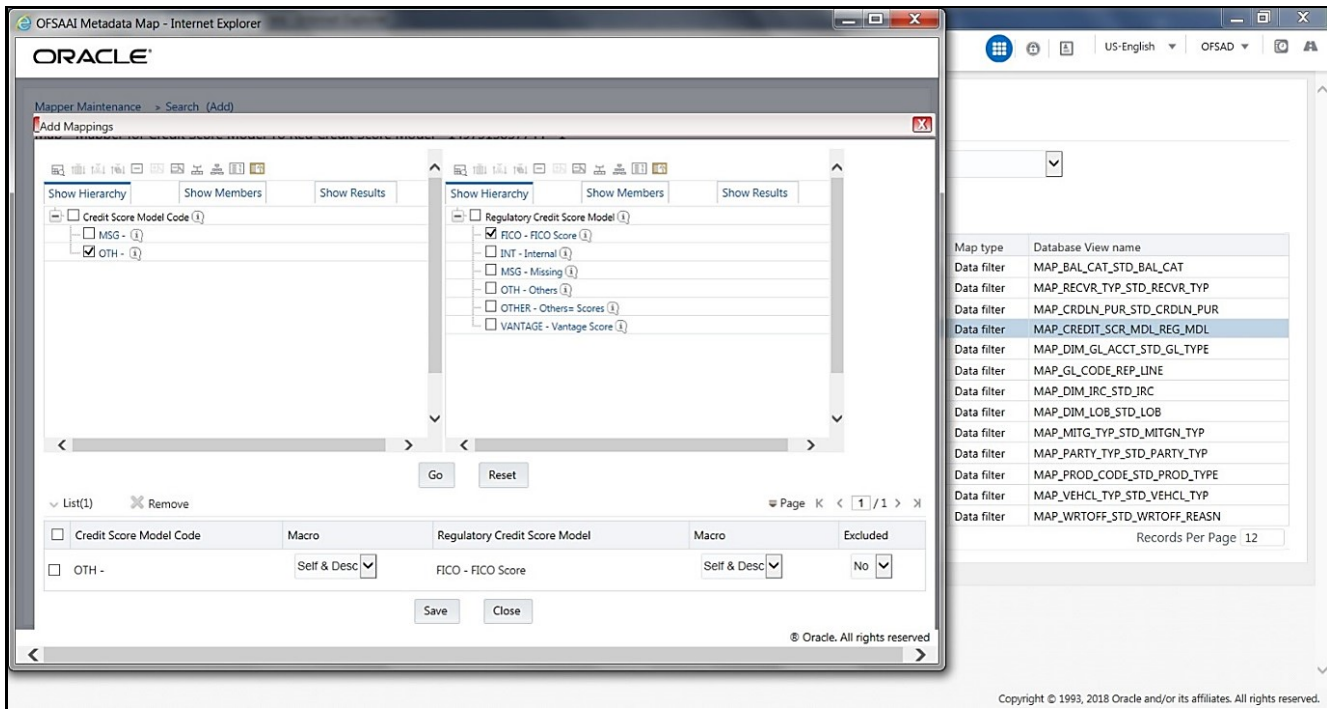 OFSAAI Metadata Map - Internet Explorer
ORACLE
US-English
OFSAD
Mapper Maintenance » Search (Add)
Add Mappings
Show Hierarchy Show Members Show Results
Credit Score Model Code
MSG -
OTH -
Show Hierarchy Show Members Show Results
Regulatory Credit Score Model
FICO - FICO Score
INT - Internal
MSG - Missing
OTH - Others
OTHER - Others= Scores
VANTAGE - Vantage Score
Go Reset
List(1) Remove Page 1 / 1
Credit Score Model Code Macro Regulatory Credit Score Model Macro Excluded
OTH - Self & Desc FICO - FICO Score Self & Desc No
Save Close
® Oracle. All rights reserved
Map type Database View name
Data filter MAP_BAL_CAT_STD_BAL_CAT
Data filter MAP_RECVR_TYP_STD_RECVR_TYP
Data filter MAP_CRDLN_PUR_STD_CRDLN_PUR
Data filter MAP_CREDIT_SCR_MDL_REG_MDL
Data filter MAP_DIM_GL_ACCT_STD_GL_TYPE
Data filter MAP_GL_CODE_REP_LINE
Data filter MAP_DIM_IRC_STD_IRC
Data filter MAP_DIM_LOB_STD_LOB
Data filter MAP_MITG_TYP_STD_MITGN_TYP
Data filter MAP_PARTY_TYP_STD_PARTY_TYP
Data filter MAP_PROD_CODE_STD_PROD_TYPE
Data filter MAP_VEHCL_TYP_STD_VEHCL_TYP
Data filter MAP_WRTOFF_STD_WRTOFF_REASN
Records Per Page 12
Copyright © 1993, 2018 Oracle and/or its affiliates. All rights reserved.